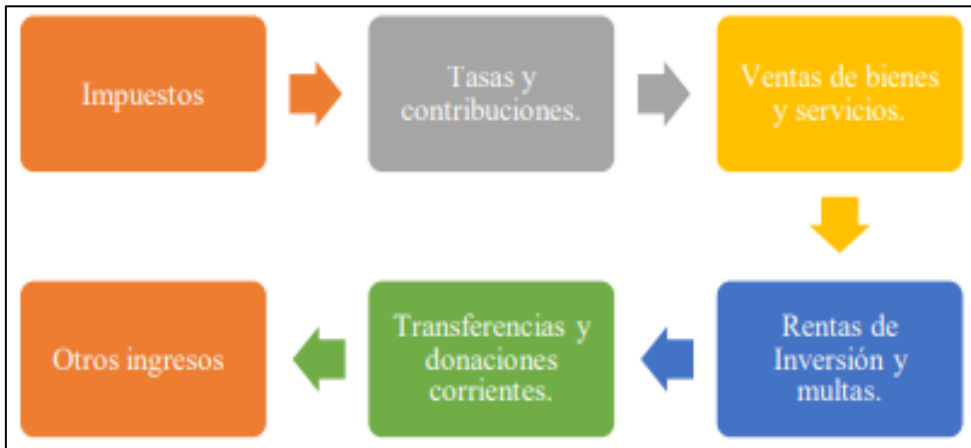 Impuestos
Tasas y
contribuciones.
Ventas de bienes
y servicios.
Rentas de
Inversión y
multas.
Transferencias y
donaciones
corrientes.
Otros ingresos